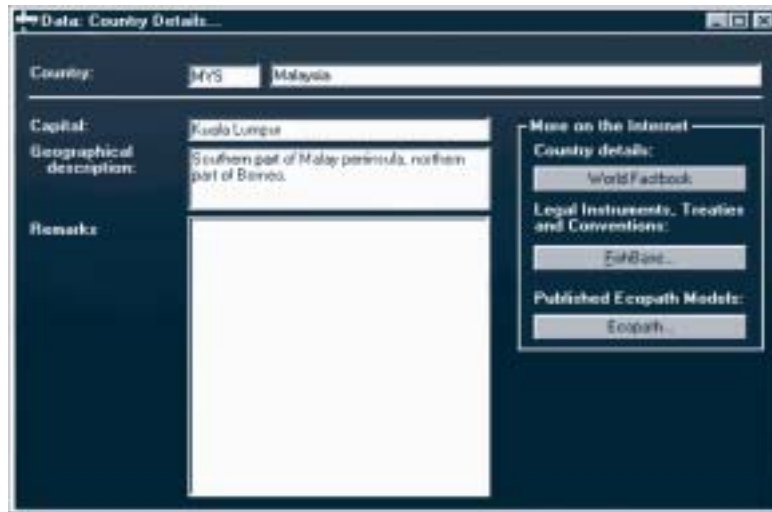 Data: Country Details...
Country:
MYS
Malaysia
Capital:
Kuala Lumpur
Geographical
description:
Southern part of Malay peninsula, northern
part of Borneo.
Remarks
More on the Internet
Country details:
World Factbook
Legal Instruments, Treaties
and Conventions:
FishBase...
Published Ecopath Models:
Ecopath...